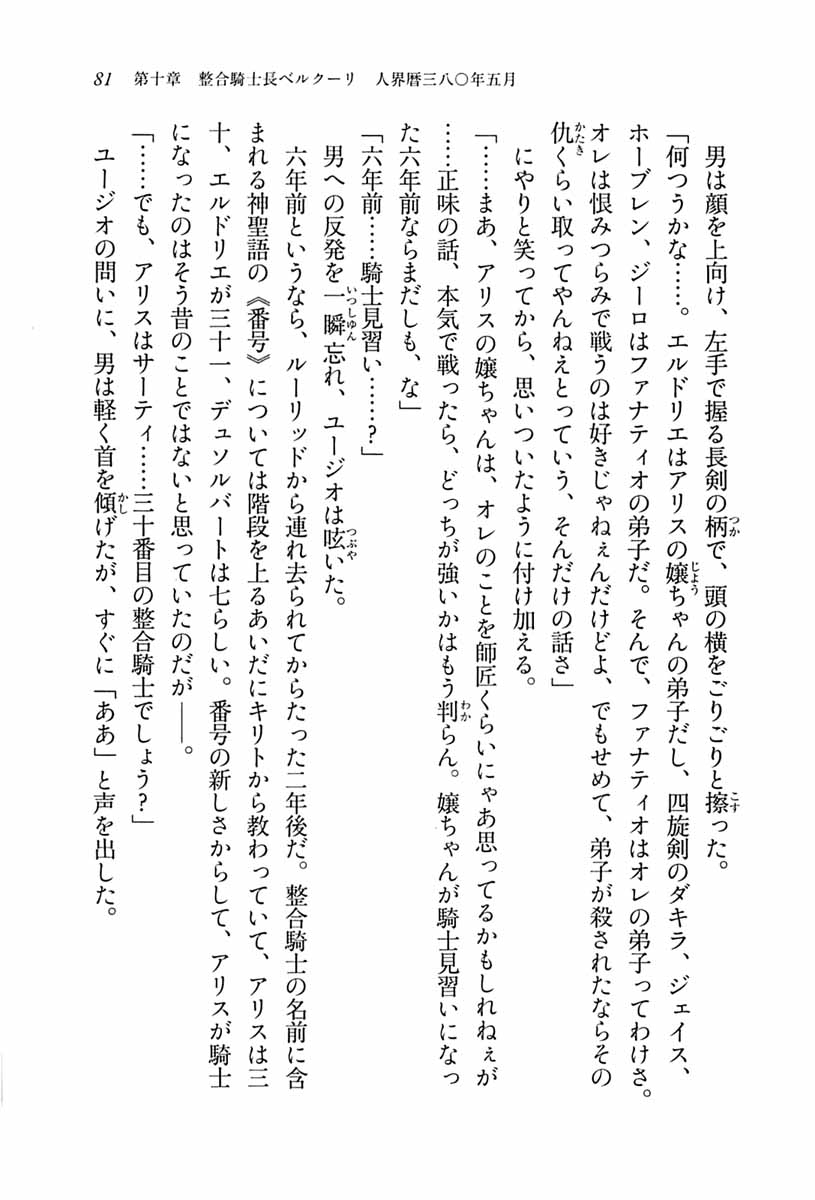 81　第十章　整合騎士長ベルクーリ　人界暦三八〇年五月
　男は顔を上向け、左手で握る長剣の柄で、頭の横をごりごりと擦った。
「何つうかな……。エルドリエはアリスの嬢ちゃんの弟子だし、四旋剣のダキラ、ジェイス、
ホーブレン、ジーロはファナティオの弟子だ。そんで、ファナティオはオレの弟子ってわけさ。
オレは恨みつらみで戦うのは好きじゃねぇんだけどよ、でもせめて、弟子が殺されたならその
仇くらい取ってやんねえとっていう、そんだけの話さ」
　にやりと笑ってから、思いついたように付け加える。
「……まあ、アリスの嬢ちゃんは、オレのことを師匠くらいにゃあ思ってるかもしれねぇが
……正味の話、本気で戦ったら、どっちが強いかはもう判らん。嬢ちゃんが騎士見習いになっ
た六年前ならまだしも、な」
「六年前……騎士見習い……？」
　男への反発を一瞬忘れ、ユージオは呟いた。
　六年前というなら、ルーリッドから連れ去られてからたった二年後だ。整合騎士の名前に含
まれる神聖語の《番号》については階段を上るあいだにキリトから教わっていて、アリスは三
十、エルドリエが三十一、デュソルバートは七らしい。番号の新しさからして、アリスが騎士
になったのはそう昔のことではないと思っていたのだが――。
「……でも、アリスはサーティ……三十番目の整合騎士でしょう？」
　ユージオの問いに、男は軽く首を傾げたが、すぐに「ああ」と声を出した。